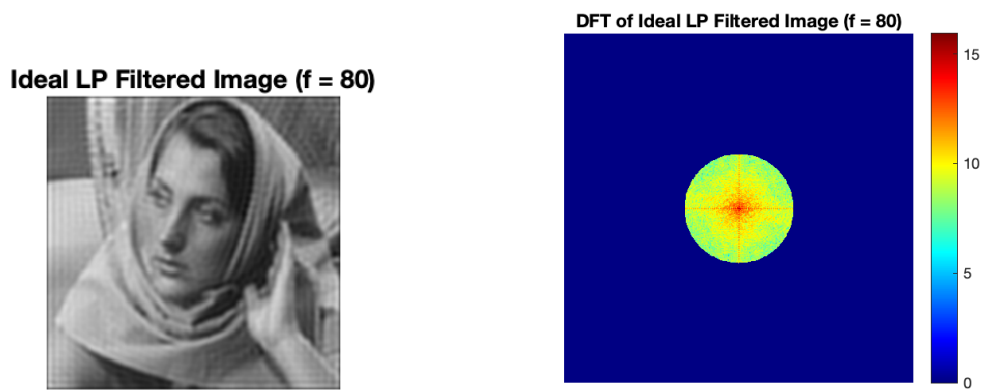 Ideal LP Filtered Image (f = 80)
DFT of Ideal LP Filtered Image (f = 80)
15
10
5
0